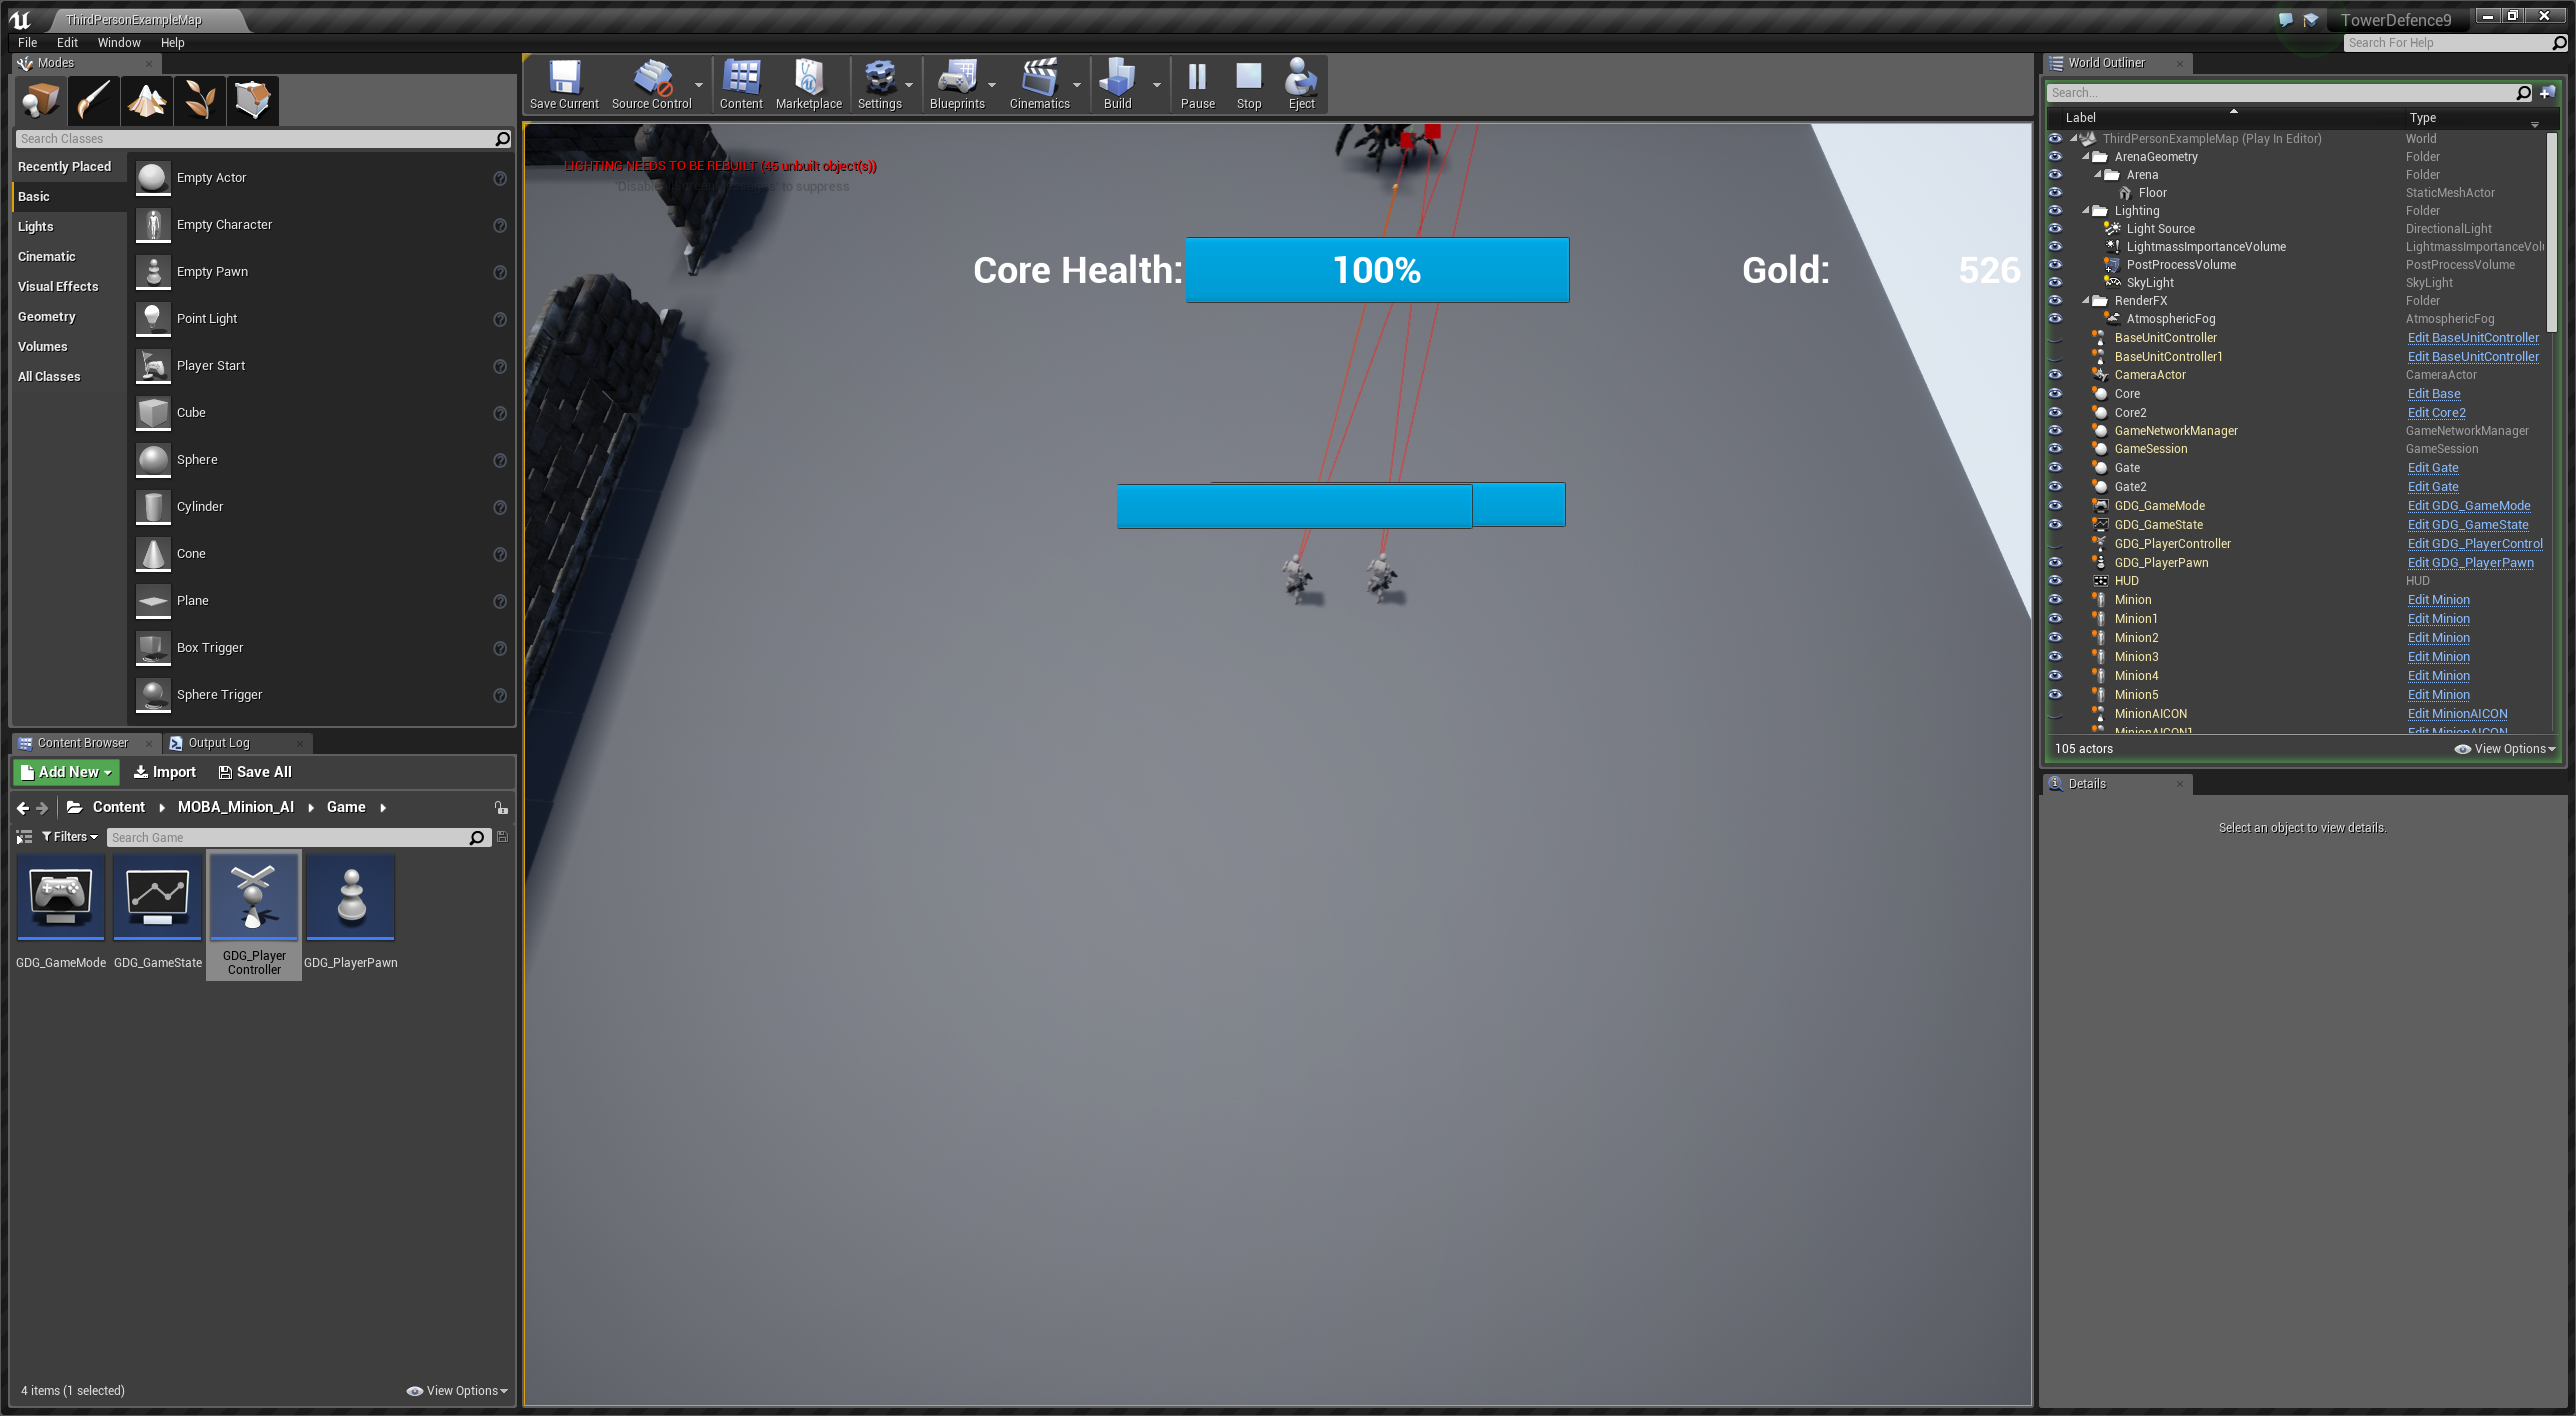 ThirdPersonExampleMap
TowerDefence9
File Edit Window Help
Search For Help
Modes
Search Classes
Recently Placed
Basic
Lights
Cinematic
Visual Effects
Geometry
Volumes
All Classes
Empty Actor
Empty Character
Empty Pawn
Point Light
Player Start
Cube
Sphere
Cylinder
Cone
Plane
Box Trigger
Sphere Trigger
Content Browser
Output Log
Add New
Import
Save All
Content
MOBA_Minion_AI
Game
Filters
Search Game
GDG_GameMode
GDG_GameState
GDG_Player
Controller
GDG_PlayerPawn
4 items (1 selected)
View Options
Save Current
Source Control
Content
Marketplace
Settings
Blueprints
Cinematics
Build
Pause
Stop
Eject
LIGHTING NEEDS TO BE REBUILT (45 unbuilt object(s))
to suppress
Core Health:
100%
Gold:
526
World Outliner
Search...
Label Type
ThirdPersonExampleMap (Play In Editor) World
ArenaGeometry Folder
Arena Folder
Floor StaticMeshActor
Lighting Folder
Light Source DirectionalLight
LightmassImportanceVolume LightmassImportanceVolu
PostProcessVolume PostProcessVolume
SkyLight SkyLight
RenderFX Folder
AtmosphericFog AtmosphericFog
BaseUnitController Edit BaseUnitController
BaseUnitController1 Edit BaseUnitController
CameraActor CameraActor
Core Edit Base
Core2 Edit Core2
GameNetworkManager GameNetworkManager
GameSession GameSession
Gate Edit Gate
Gate2 Edit Gate
GDG_GameMode Edit GDG_GameMode
GDG_GameState Edit GDG_GameState
GDG_PlayerController Edit GDG_PlayerControl
GDG_PlayerPawn Edit GDG_PlayerPawn
HUD HUD
Minion Edit Minion
Minion1 Edit Minion
Minion2 Edit Minion
Minion3 Edit Minion
Minion4 Edit Minion
Minion5 Edit Minion
MinionAICON Edit MinionAICON
MinionAICON1 Edit MinionAICON
105 actors
View Options
Details
Select an object to view details.